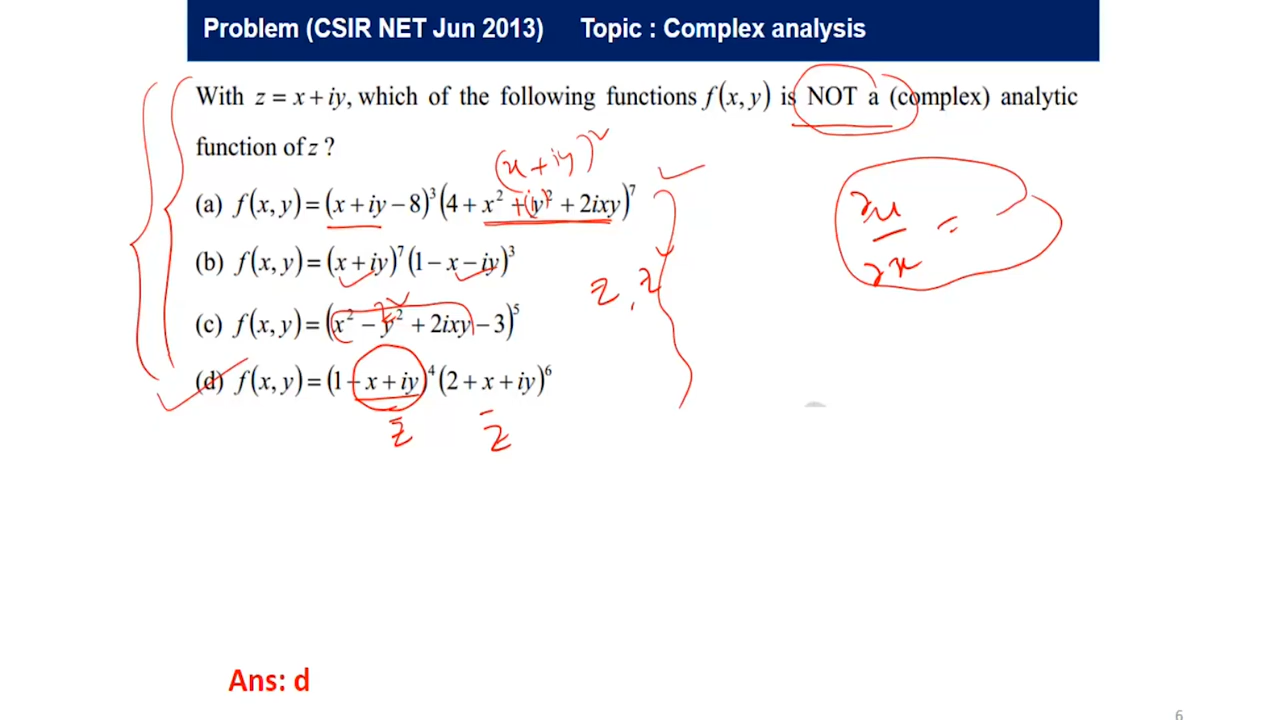 Problem (CSIR NET Jun 2013) Topic : Complex analysis
With z = x + iy, which of the following functions f(x, y) is NOT a (complex) analytic
function of z ?
(x + iy)²
(a) f(x, y) = (x + iy − 8)³ (4 + x² + (iy)² + 2ixy)⁷
∂u/∂x =
(b) f(x, y) = (x + iy)⁷ (1 − x − iy)³
z, z
(c) f(x, y) = (x² − y² + 2ixy − 3)⁵
(d) f(x, y) = (1 − x + iy)⁴ (2 + x + iy)⁶
z̄ z
Ans: d
6